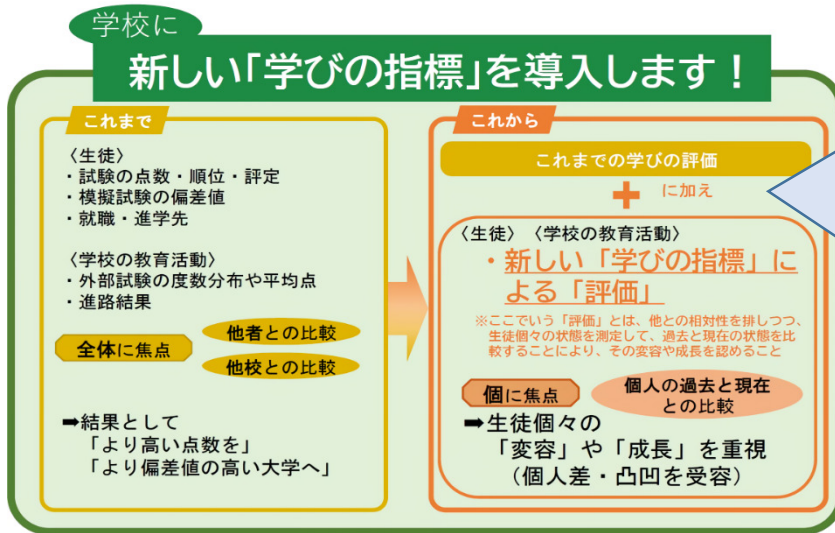 学校に
新しい「学びの指標」を導入します！
これまで
〈生徒〉
・試験の点数・順位・評定
・模擬試験の偏差値
・就職・進学先
〈学校の教育活動〉
・外部試験の度数分布や平均点
・進路結果
全体に焦点
他者との比較
他校との比較
➡結果として
「より高い点数を」
「より偏差値の高い大学へ」
これから
これまでの学びの評価
＋ に加え
〈生徒〉〈学校の教育活動〉
・新しい「学びの指標」に
よる「評価」
※ここでいう「評価」とは、他との相対性を排しつつ、
生徒個々の状態を測定して、過去と現在の状態を比
較することにより、その変容や成長を認めること
個に焦点
個人の過去と現在
との比較
➡生徒個々の
「変容」や「成長」を重視
（個人差・凸凹を受容）